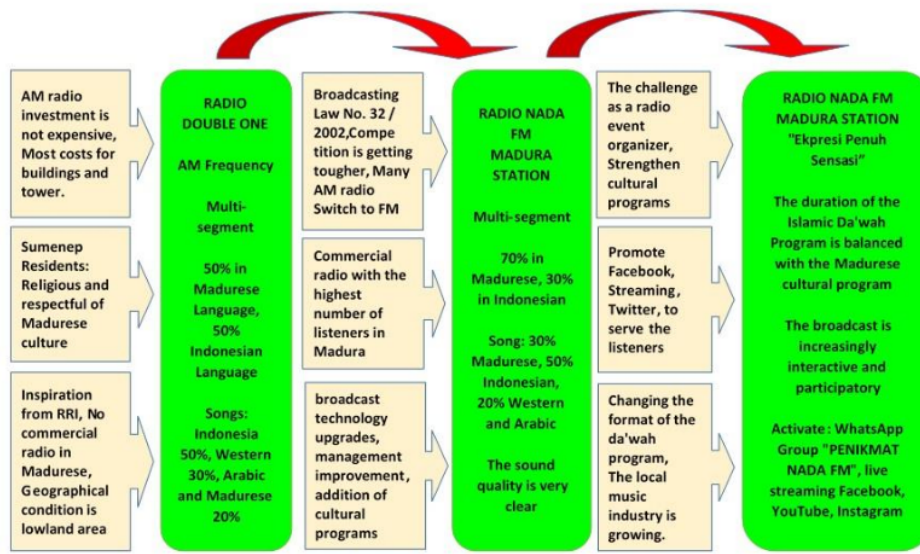 AM radio
investment is
not expensive,
Most costs for
buildings and
tower.
Sumenep
Residents:
Religious and
respectful of
Madurese
culture
Inspiration
from RRI, No
commercial
radio in
Madurese,
Geographical
condition is
lowland area
RADIO
DOUBLE ONE
AM Frequency
Multi-
segment
50% in
Madurese
Language,
50%
Indonesian
Language
Songs:
Indonesia
50%, Western
30%, Arabic
and Madurese
20%
Broadcasting
Law No. 32 /
2002,Compe
tition is getting
tougher, Many
AM radio
Switch to FM
Commercial
radio with the
highest
number of
listeners in
Madura
broadcast
technology
upgrades,
management
improvement,
addition of
cultural
programs
RADIO NADA
FM
MADURA
STATION
Multi-segment
70% in
Madurese, 30%
in Indonesian
Song: 30%
Madurese, 50%
Indonesian,
20% Western
and Arabic
The sound
quality is very
clear
The challenge
as a radio
event
organizer,
Strengthen
cultural
programs
Promote
Facebook,
Streaming,
Twitter, to
serve the
listeners
Changing the
format of the
da'wah
program,
The local
music
industry is
growing.
RADIO NADA FM
MADURA STATION
"Ekpresi Penuh
Sensasi"
The duration of the
Islamic Da'wah
Program is balanced
with the Madurese
cultural program
The broadcast is
increasingly
interactive and
participatory
Activate: WhatsApp
Group "PENIKMAT
NADA FM", live
streaming Facebook,
YouTube, Instagram